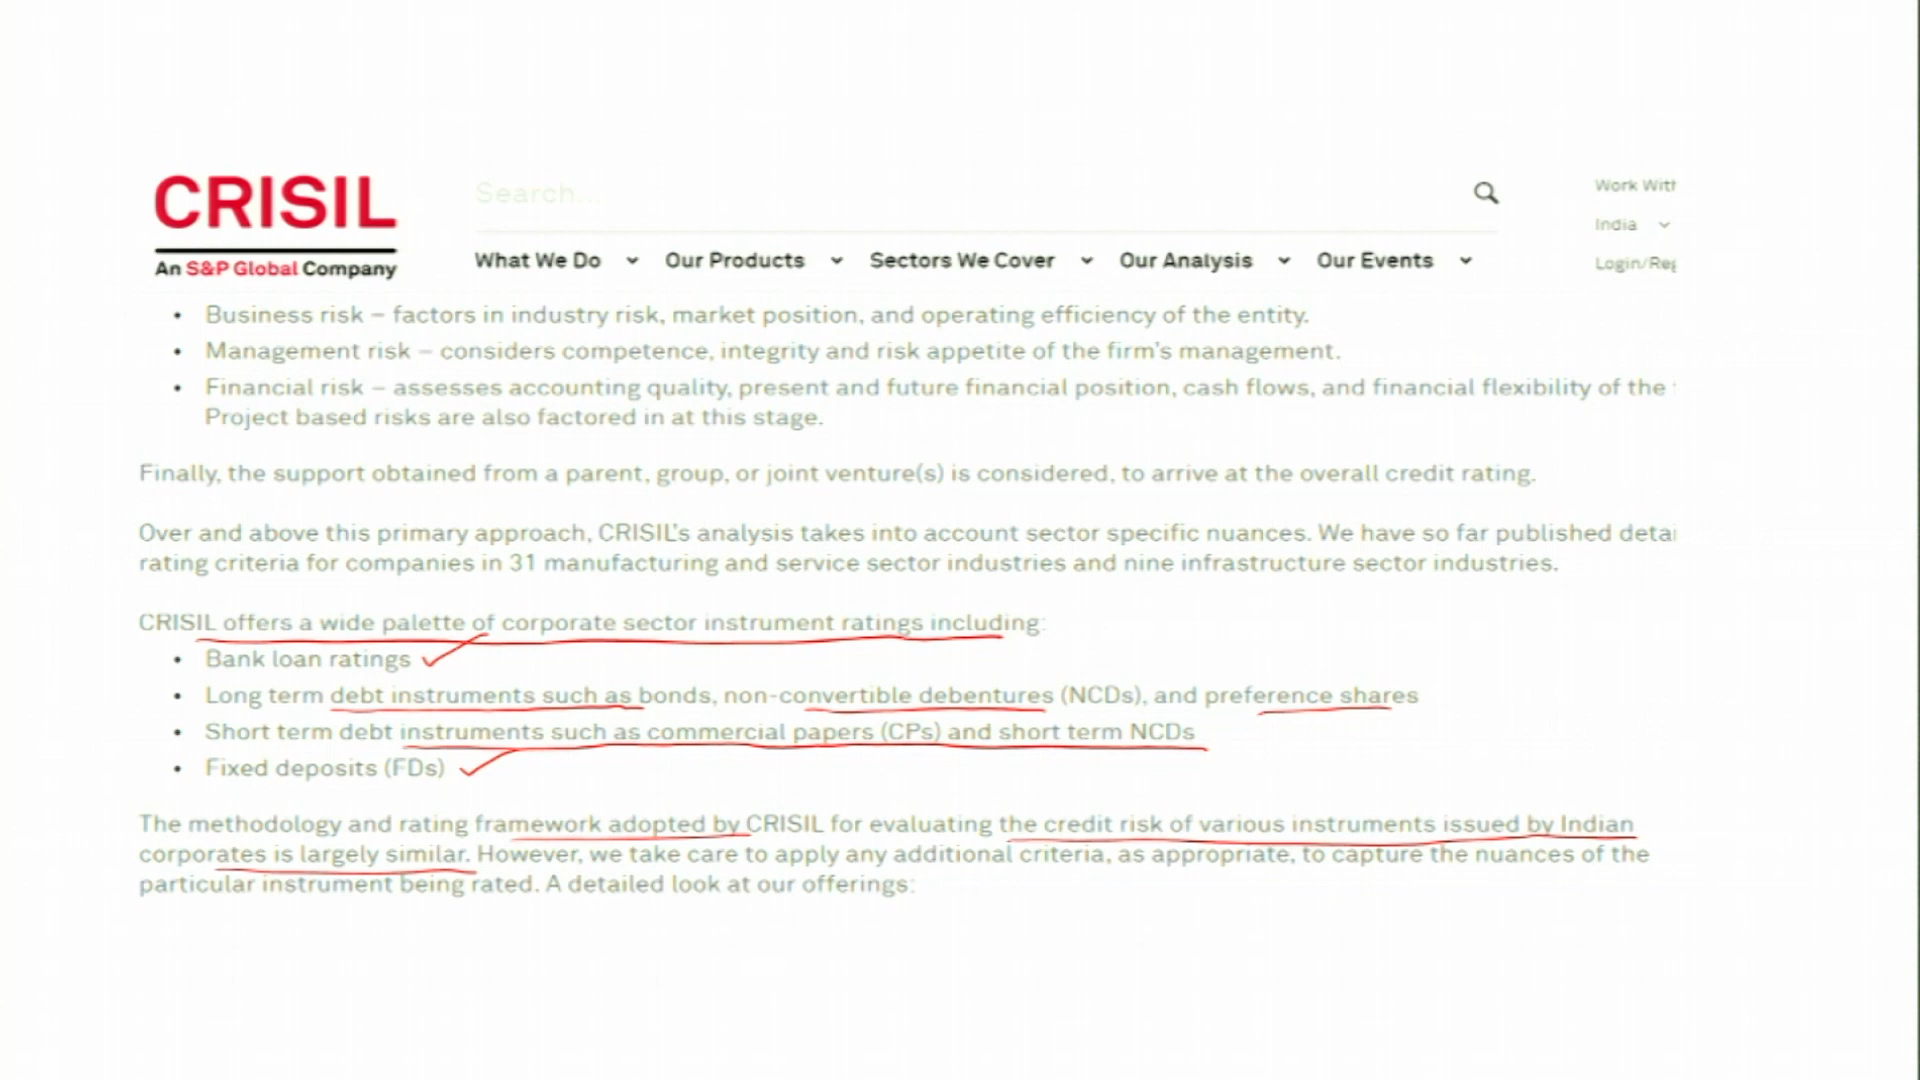 CRISIL
An S&P Global Company
Search...
Work With
India
Login/Reg
What We Do Our Products Sectors We Cover Our Analysis Our Events
• Business risk – factors in industry risk, market position, and operating efficiency of the entity.
• Management risk – considers competence, integrity and risk appetite of the firm's management.
• Financial risk – assesses accounting quality, present and future financial position, cash flows, and financial flexibility of the
Project based risks are also factored in at this stage.
Finally, the support obtained from a parent, group, or joint venture(s) is considered, to arrive at the overall credit rating.
Over and above this primary approach, CRISIL's analysis takes into account sector specific nuances. We have so far published detai
rating criteria for companies in 31 manufacturing and service sector industries and nine infrastructure sector industries.
CRISIL offers a wide palette of corporate sector instrument ratings including:
• Bank loan ratings
• Long term debt instruments such as bonds, non-convertible debentures (NCDs), and preference shares
• Short term debt instruments such as commercial papers (CPs) and short term NCDs
• Fixed deposits (FDs)
The methodology and rating framework adopted by CRISIL for evaluating the credit risk of various instruments issued by Indian
corporates is largely similar. However, we take care to apply any additional criteria, as appropriate, to capture the nuances of the
particular instrument being rated. A detailed look at our offerings: